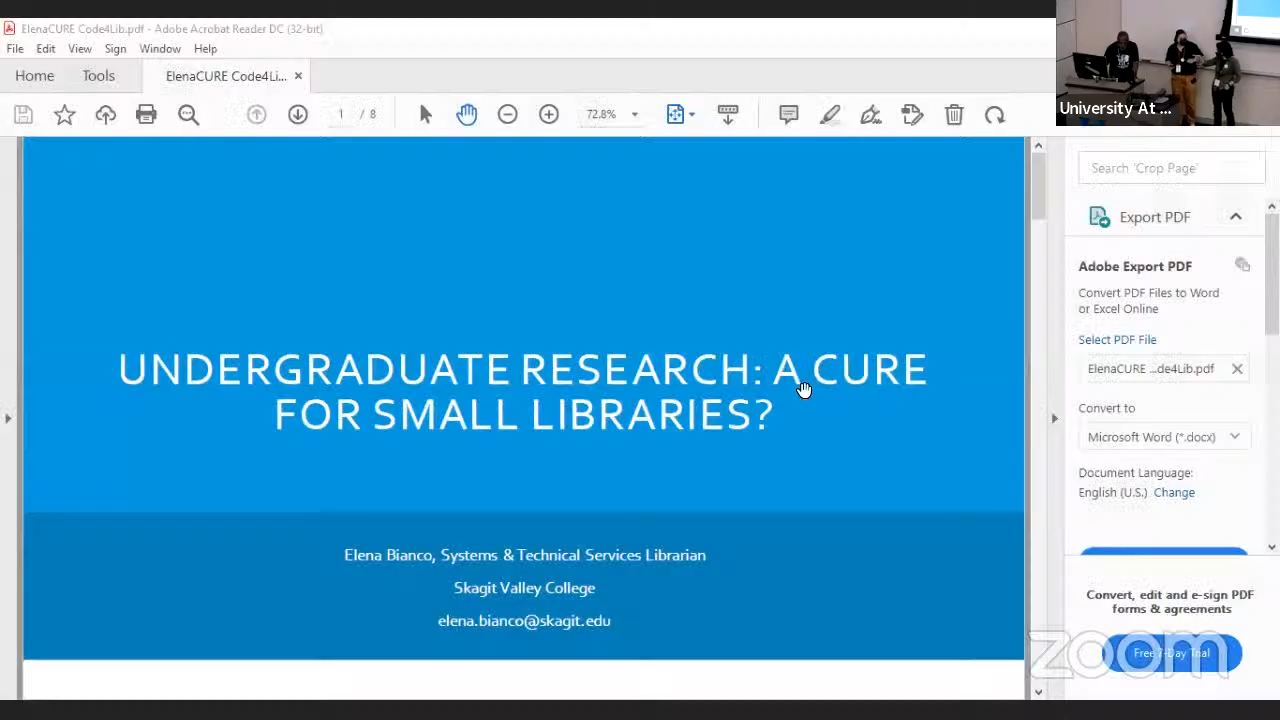 ElenaCURE Code4Lib.pdf - Adobe Acrobat Reader DC (32-bit)
File Edit View Sign Window Help
Home Tools ElenaCURE Code4Li... ×
1 / 8 72.8%
University At ...
Search 'Crop Page'
Export PDF
Adobe Export PDF
Convert PDF Files to Word
or Excel Online
Select PDF File
ElenaCURE ...de4Lib.pdf ×
Convert to
Microsoft Word (*.docx)
Document Language:
English (U.S.) Change
Convert, edit and e-sign PDF
forms & agreements
Free 7-Day Trial
zoom
UNDERGRADUATE RESEARCH: A CURE
FOR SMALL LIBRARIES?
Elena Bianco, Systems & Technical Services Librarian
Skagit Valley College
elena.bianco@skagit.edu